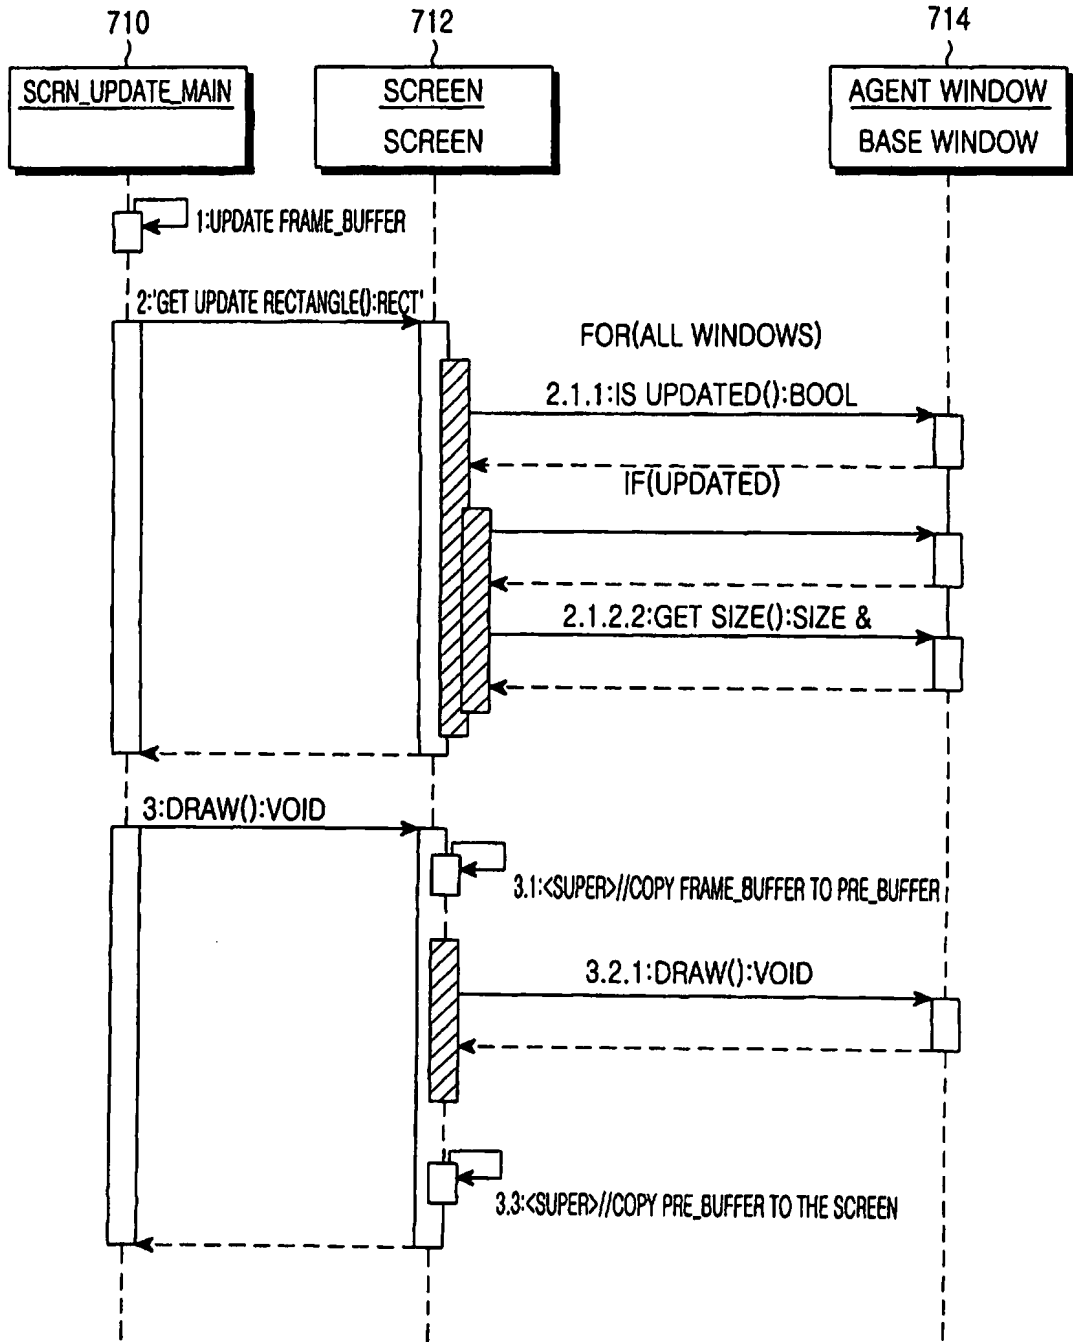 710
712
714
SCRN_UPDATE_MAIN
SCREEN
SCREEN
AGENT WINDOW
BASE WINDOW
1:UPDATE FRAME_BUFFER
2:'GET UPDATE RECTANGLE():RECT'
FOR(ALL WINDOWS)
2.1.1:IS UPDATED():BOOL
IF(UPDATED)
2.1.2.2:GET SIZE():SIZE &
3:DRAW():VOID
3.1:<SUPER>//COPY FRAME_BUFFER TO PRE_BUFFER
3.2.1:DRAW():VOID
3.3:<SUPER>//COPY PRE_BUFFER TO THE SCREEN